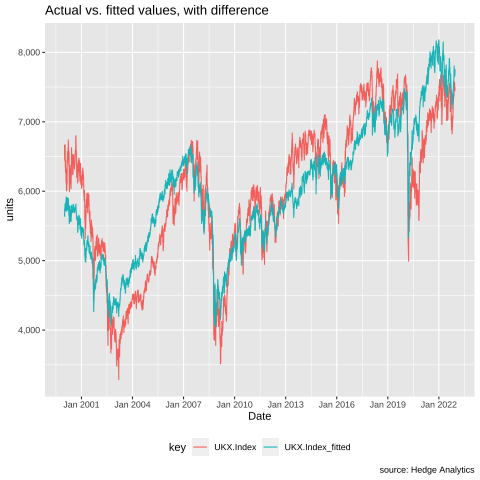 Actual vs. fitted values, with difference
units
8,000
7,000
6,000
5,000
4,000
Jan 2001 Jan 2004 Jan 2007 Jan 2010 Jan 2013 Jan 2016 Jan 2019 Jan 2022
Date
key UKX.Index UKX.Index_fitted
source: Hedge Analytics